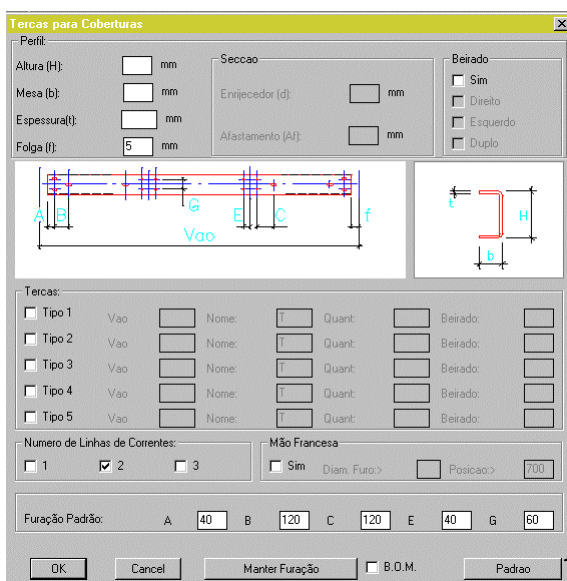 Tercas para Coberturas
Perfil:
Altura (H): mm
Mesa (b): mm
Espessura(t): mm
Folga (f): 5 mm
Seccao
Enrijecedor (d): mm
Afastamento (Af): mm
Beirado
Sim
Direito
Esquerdo
Duplo
A B G E C f
Vao
t H
b
Tercas:
Tipo 1 Vao Nome: T Quant: Beirado:
Tipo 2 Vao Nome: T Quant: Beirado:
Tipo 3 Vao Nome: T Quant: Beirado:
Tipo 4 Vao Nome: T Quant: Beirado:
Tipo 5 Vao Nome: T Quant: Beirado:
Numero de Linhas de Correntes:
1 2 3
Mão Francesa
Sim Diam. Furo:> Posicao:> 700
Furação Padrão: A 40 B 120 C 120 E 40 G 60
OK Cancel Manter Furação B.O.M. Padrao